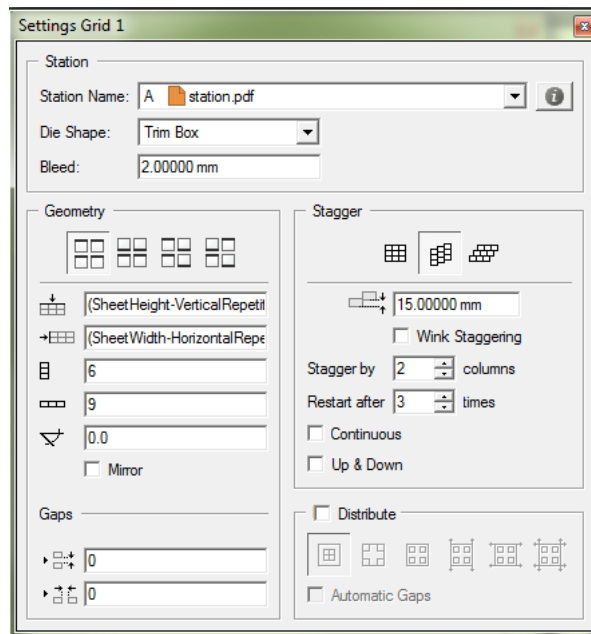 Settings Grid 1
Station
Station Name: A station.pdf
Die Shape: Trim Box
Bleed: 2.00000 mm
Geometry
(SheetHeight-VerticalRepetit
(SheetWidth-HorizontalRepe
6
9
0.0
Mirror
Gaps
0
0
Stagger
15.00000 mm
Wink Staggering
Stagger by 2 columns
Restart after 3 times
Continuous
Up & Down
Distribute
Automatic Gaps